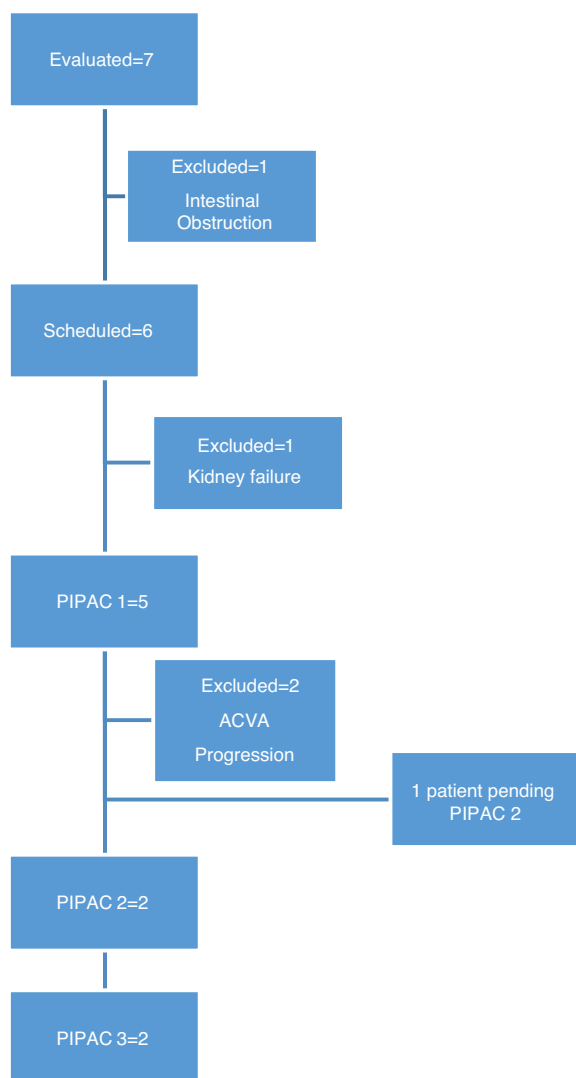 Evaluated=7
Excluded=1
Intestinal
Obstruction
Scheduled=6
Excluded=1
Kidney failure
PIPAC 1=5
Excluded=2
ACVA
Progression
1 patient pending
PIPAC 2
PIPAC 2=2
PIPAC 3=2